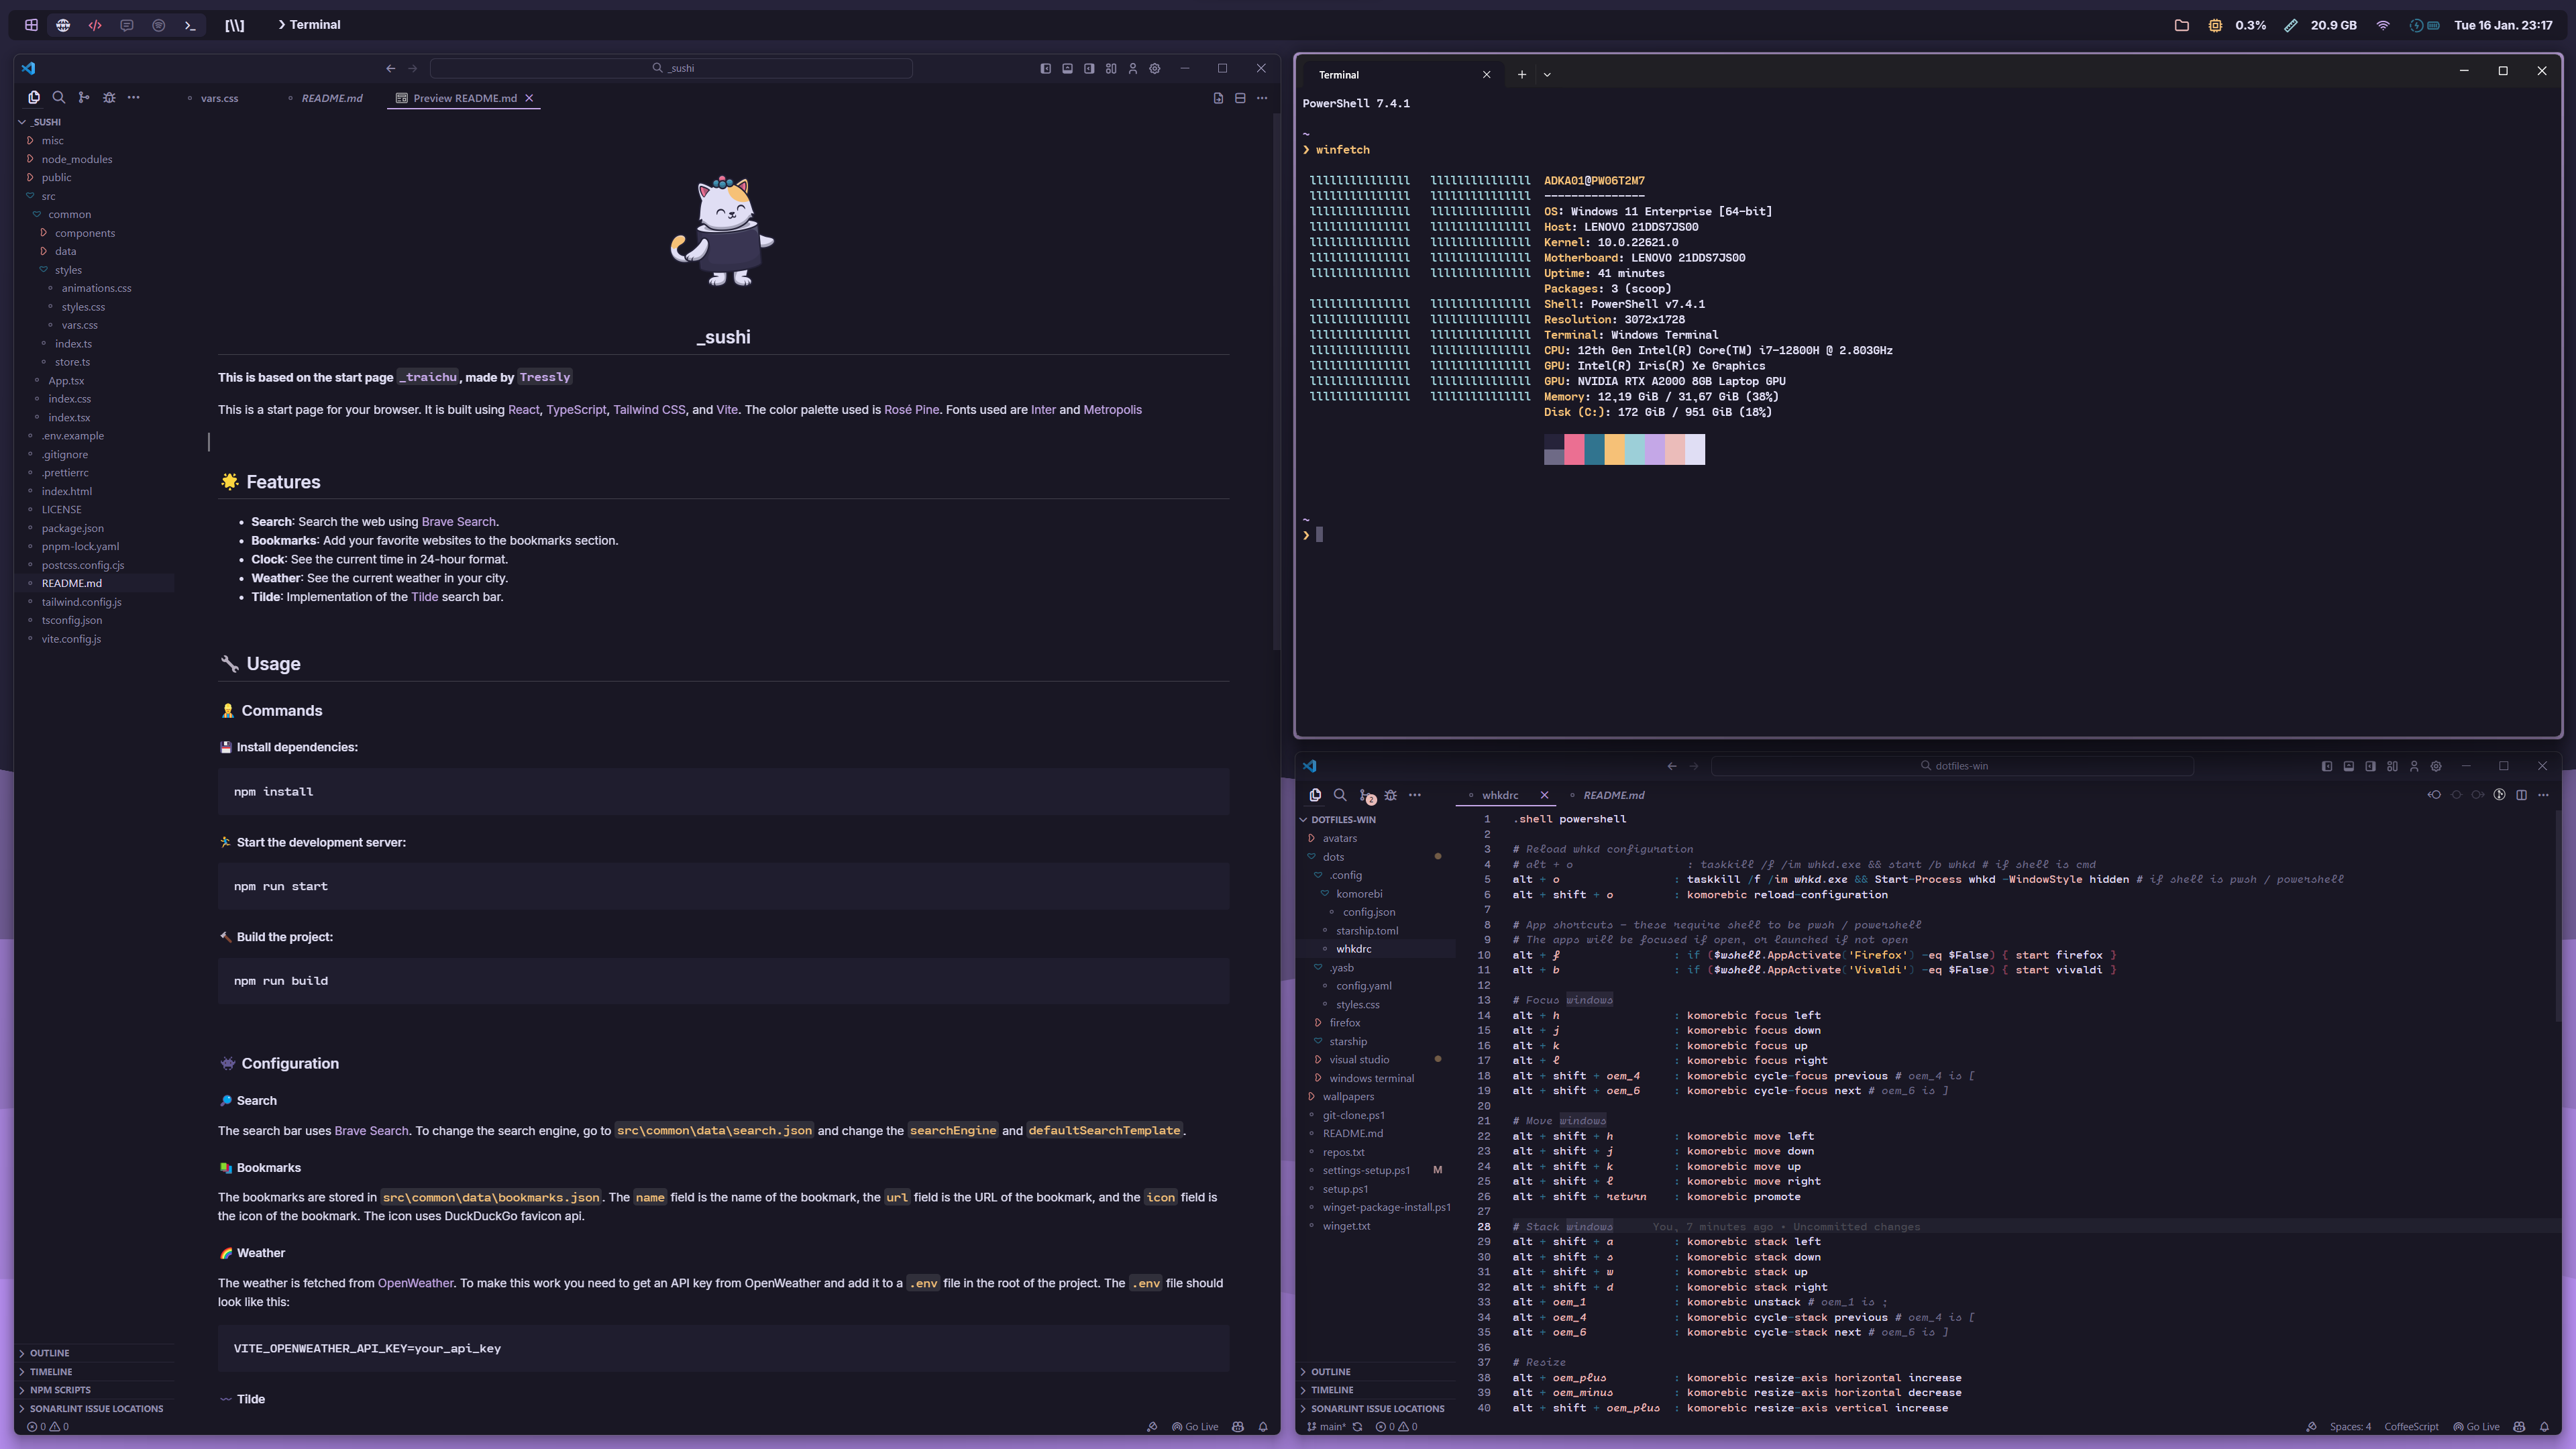 [\\] ❯ Terminal 0.3% 20.9 GB Tue 16 Jan. 23:17
_sushi
vars.css README.md Preview README.md
_SUSHI
misc
node_modules
public
src
common
components
data
styles
animations.css
styles.css
vars.css
index.ts
store.ts
App.tsx
index.css
index.tsx
.env.example
.gitignore
.prettierrc
index.html
LICENSE
package.json
pnpm-lock.yaml
postcss.config.cjs
README.md
tailwind.config.js
tsconfig.json
vite.config.js
OUTLINE
TIMELINE
NPM SCRIPTS
SONARLINT ISSUE LOCATIONS
0 0 Go Live
_sushi
This is based on the start page _traichu, made by Tressly
This is a start page for your browser. It is built using React, TypeScript, Tailwind CSS, and Vite. The color palette used is Rosé Pine. Fonts used are Inter and Metropolis
🌟 Features
• Search: Search the web using Brave Search.
• Bookmarks: Add your favorite websites to the bookmarks section.
• Clock: See the current time in 24-hour format.
• Weather: See the current weather in your city.
• Tilde: Implementation of the Tilde search bar.
🔧 Usage
👷 Commands
💾 Install dependencies:
npm install
🏃 Start the development server:
npm run start
🔨 Build the project:
npm run build
👾 Configuration
🔎 Search
The search bar uses Brave Search. To change the search engine, go to src\common\data\search.json and change the searchEngine and defaultSearchTemplate.
📚 Bookmarks
The bookmarks are stored in src\common\data\bookmarks.json. The name field is the name of the bookmark, the url field is the URL of the bookmark, and the icon field is
the icon of the bookmark. The icon uses DuckDuckGo favicon api.
🌈 Weather
The weather is fetched from OpenWeather. To make this work you need to get an API key from OpenWeather and add it to a .env file in the root of the project. The .env file should
look like this:
VITE_OPENWEATHER_API_KEY=your_api_key
〰 Tilde
Terminal
PowerShell 7.4.1
~
❯ winfetch
lllllllllllllll lllllllllllllll ADKA01@PW06T2M7
lllllllllllllll lllllllllllllll ---------------
lllllllllllllll lllllllllllllll OS: Windows 11 Enterprise [64-bit]
lllllllllllllll lllllllllllllll Host: LENOVO 21DDS7JS00
lllllllllllllll lllllllllllllll Kernel: 10.0.22621.0
lllllllllllllll lllllllllllllll Motherboard: LENOVO 21DDS7JS00
lllllllllllllll lllllllllllllll Uptime: 41 minutes
Packages: 3 (scoop)
lllllllllllllll lllllllllllllll Shell: PowerShell v7.4.1
lllllllllllllll lllllllllllllll Resolution: 3072x1728
lllllllllllllll lllllllllllllll Terminal: Windows Terminal
lllllllllllllll lllllllllllllll CPU: 12th Gen Intel(R) Core(TM) i7-12800H @ 2.803GHz
lllllllllllllll lllllllllllllll GPU: Intel(R) Iris(R) Xe Graphics
lllllllllllllll lllllllllllllll GPU: NVIDIA RTX A2000 8GB Laptop GPU
lllllllllllllll lllllllllllllll Memory: 12,19 GiB / 31,67 GiB (38%)
Disk (C:): 172 GiB / 951 GiB (18%)
~
❯
dotfiles-win
2
whkdrc README.md
DOTFILES-WIN
avatars
dots
.config
komorebi
config.json
starship.toml
whkdrc
.yasb
config.yaml
styles.css
firefox
starship
visual studio
windows terminal
wallpapers
git-clone.ps1
README.md
repos.txt
settings-setup.ps1 M
setup.ps1
winget-package-install.ps1
winget.txt
OUTLINE
TIMELINE
SONARLINT ISSUE LOCATIONS
1 .shell powershell
2
3 # Reload whkd configuration
4 # alt + o : taskkill /f /im whkd.exe && start /b whkd # if shell is cmd
5 alt + o : taskkill /f /im whkd.exe && Start-Process whkd -WindowStyle hidden # if shell is pwsh / powershell
6 alt + shift + o : komorebic reload-configuration
7
8 # App shortcuts - these require shell to be pwsh / powershell
9 # The apps will be focused if open, or launched if not open
10 alt + f : if ($wshell.AppActivate('Firefox') -eq $False) { start firefox }
11 alt + b : if ($wshell.AppActivate('Vivaldi') -eq $False) { start vivaldi }
12
13 # Focus windows
14 alt + h : komorebic focus left
15 alt + j : komorebic focus down
16 alt + k : komorebic focus up
17 alt + l : komorebic focus right
18 alt + shift + oem_4 : komorebic cycle-focus previous # oem_4 is [
19 alt + shift + oem_6 : komorebic cycle-focus next # oem_6 is ]
20
21 # Move windows
22 alt + shift + h : komorebic move left
23 alt + shift + j : komorebic move down
24 alt + shift + k : komorebic move up
25 alt + shift + l : komorebic move right
26 alt + shift + return : komorebic promote
27
28 # Stack windows You, 7 minutes ago • Uncommitted changes
29 alt + shift + a : komorebic stack left
30 alt + shift + s : komorebic stack down
31 alt + shift + w : komorebic stack up
32 alt + shift + d : komorebic stack right
33 alt + oem_1 : komorebic unstack # oem_1 is ;
34 alt + oem_4 : komorebic cycle-stack previous # oem_4 is [
35 alt + oem_6 : komorebic cycle-stack next # oem_6 is ]
36
37 # Resize
38 alt + oem_plus : komorebic resize-axis horizontal increase
39 alt + oem_minus : komorebic resize-axis horizontal decrease
40 alt + shift + oem_plus : komorebic resize-axis vertical increase
main* 0 0 Spaces: 4 CoffeeScript Go Live